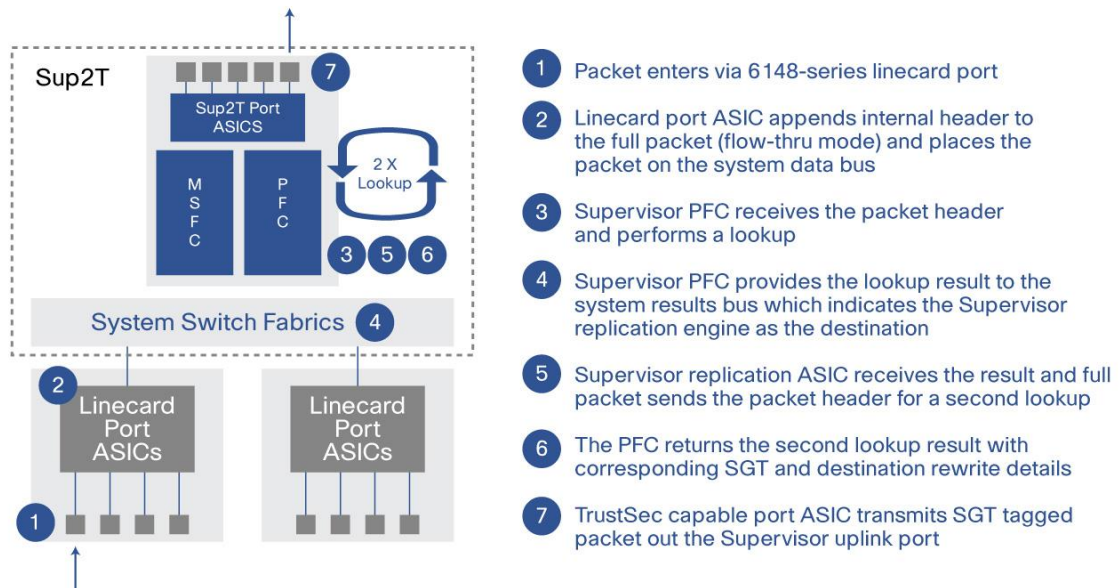 Sup2T
7
Sup2T Port
ASICS
M
S
F
C
P
F
C
2 X
Lookup
3 5 6
System Switch Fabrics 4
2
Linecard
Port
ASICs
Linecard
Port
ASICs
1
1 Packet enters via 6148-series linecard port
2 Linecard port ASIC appends internal header to
the full packet (flow-thru mode) and places the
packet on the system data bus
3 Supervisor PFC receives the packet header
and performs a lookup
4 Supervisor PFC provides the lookup result to the
system results bus which indicates the Supervisor
replication engine as the destination
5 Supervisor replication ASIC receives the result and full
packet sends the packet header for a second lookup
6 The PFC returns the second lookup result with
corresponding SGT and destination rewrite details
7 TrustSec capable port ASIC transmits SGT tagged
packet out the Supervisor uplink port